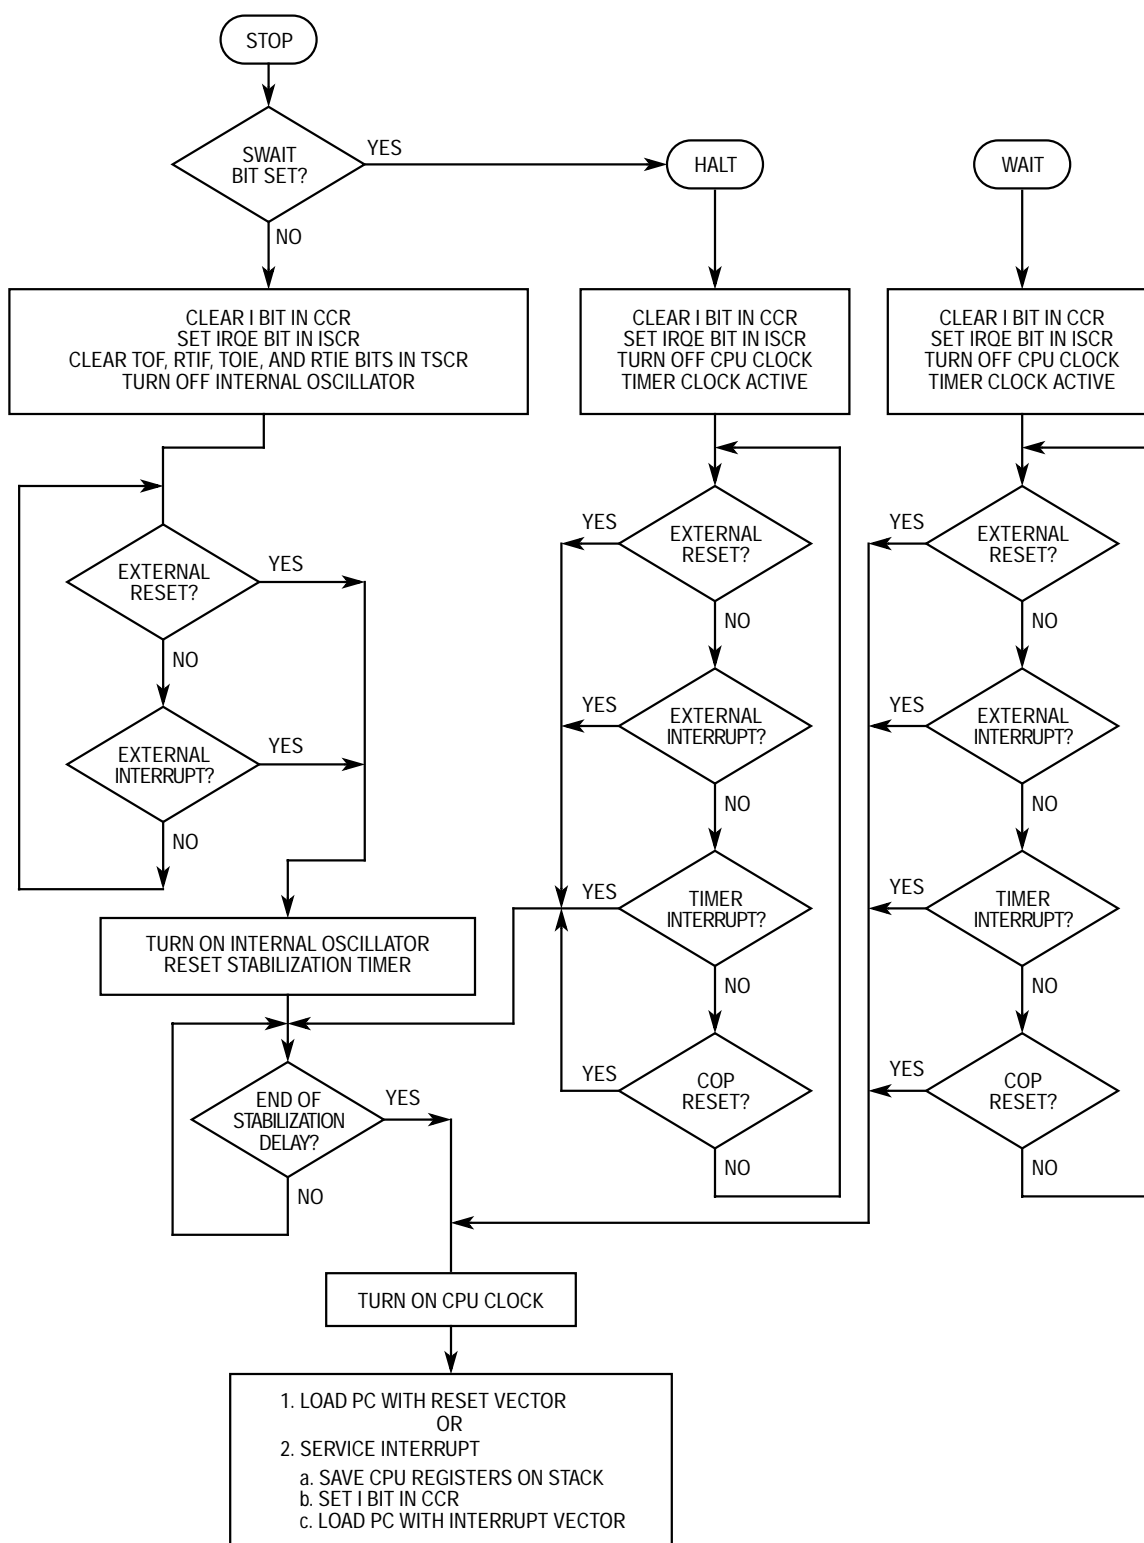 STOP
SWAIT
BIT SET?
YES
NO
HALT
WAIT
CLEAR I BIT IN CCR
SET IRQE BIT IN ISCR
CLEAR TOF, RTIF, TOIE, AND RTIE BITS IN TSCR
TURN OFF INTERNAL OSCILLATOR
CLEAR I BIT IN CCR
SET IRQE BIT IN ISCR
TURN OFF CPU CLOCK
TIMER CLOCK ACTIVE
CLEAR I BIT IN CCR
SET IRQE BIT IN ISCR
TURN OFF CPU CLOCK
TIMER CLOCK ACTIVE
EXTERNAL
RESET?
YES
NO
EXTERNAL
INTERRUPT?
YES
NO
TURN ON INTERNAL OSCILLATOR
RESET STABILIZATION TIMER
END OF
STABILIZATION
DELAY?
YES
NO
YES
EXTERNAL
RESET?
NO
YES
EXTERNAL
INTERRUPT?
NO
YES
TIMER
INTERRUPT?
NO
YES
COP
RESET?
NO
YES
EXTERNAL
RESET?
NO
YES
EXTERNAL
INTERRUPT?
NO
YES
TIMER
INTERRUPT?
NO
YES
COP
RESET?
NO
TURN ON CPU CLOCK
1. LOAD PC WITH RESET VECTOR
OR
2. SERVICE INTERRUPT
a. SAVE CPU REGISTERS ON STACK
b. SET I BIT IN CCR
c. LOAD PC WITH INTERRUPT VECTOR